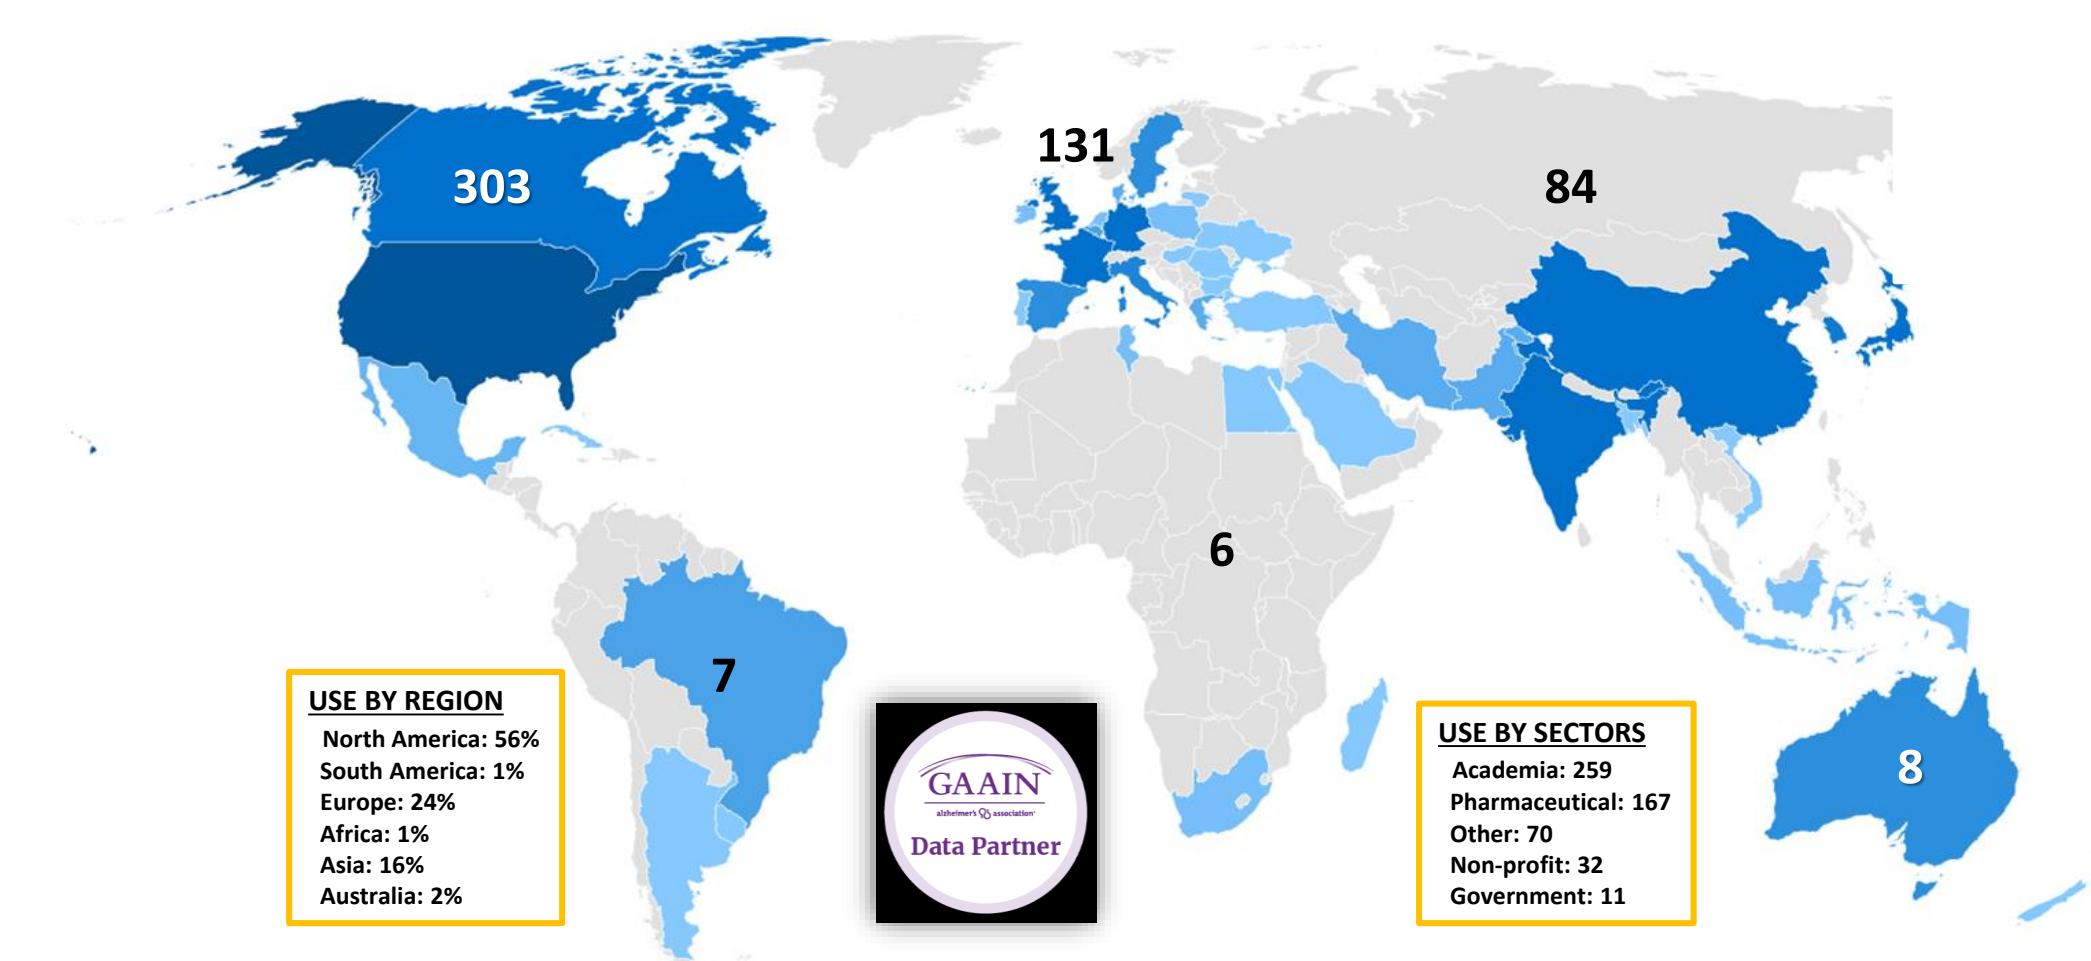 303
131
84
6
7
8
USE BY REGION
North America: 56%
South America: 1%
Europe: 24%
Africa: 1%
Asia: 16%
Australia: 2%
GAAIN
alzheimer's association®
Data Partner
USE BY SECTORS
Academia: 259
Pharmaceutical: 167
Other: 70
Non-profit: 32
Government: 11